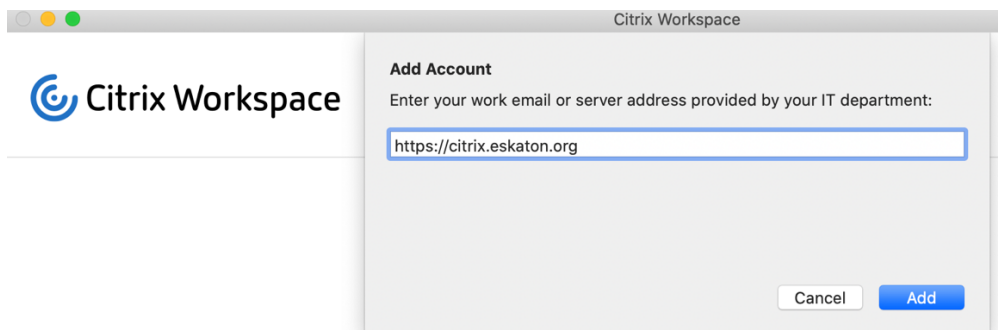 Citrix Workspace
Citrix Workspace
Add Account
Enter your work email or server address provided by your IT department:
https://citrix.eskaton.org
Cancel
Add